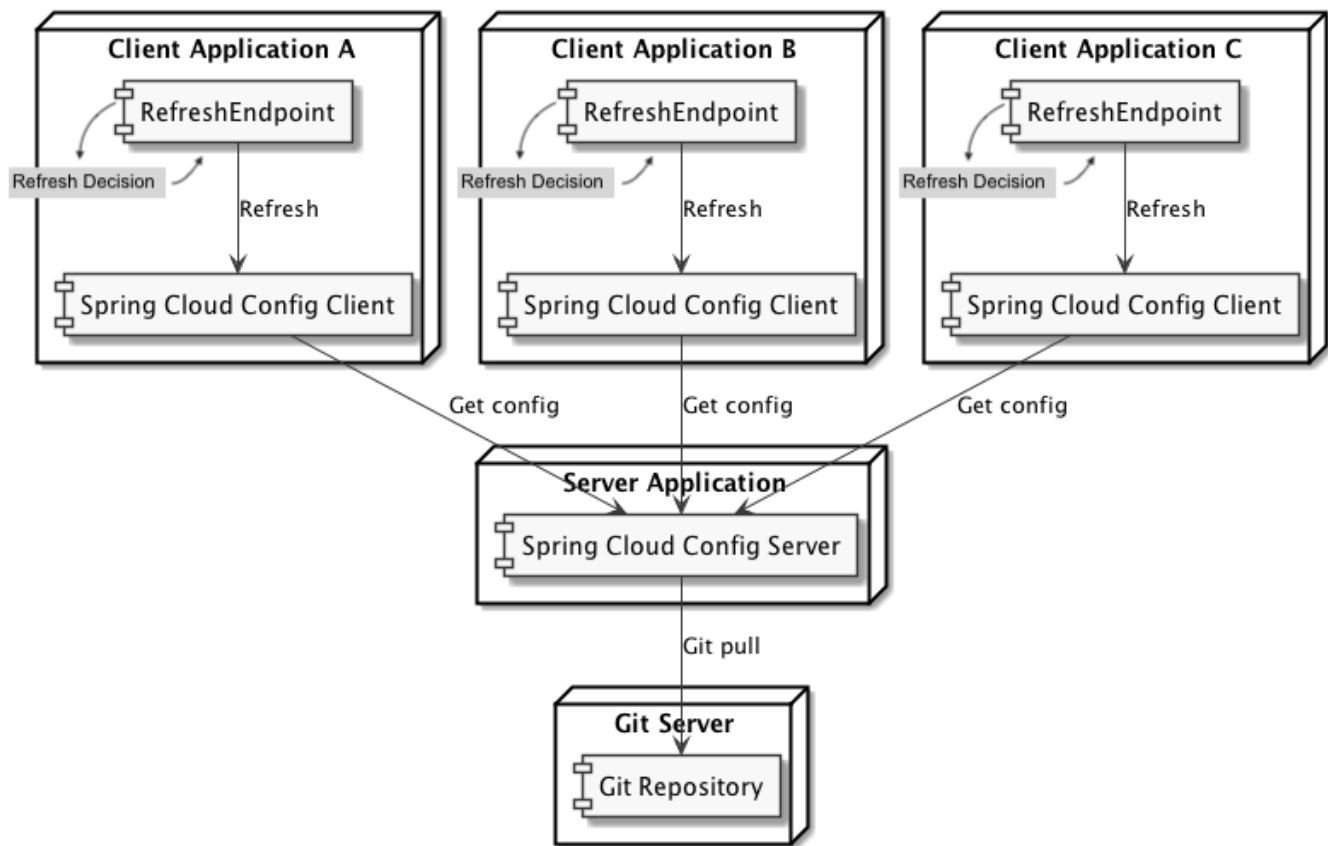 Client Application A
Client Application B
Client Application C
RefreshEndpoint
RefreshEndpoint
RefreshEndpoint
Refresh Decision
Refresh Decision
Refresh Decision
Refresh
Refresh
Refresh
Spring Cloud Config Client
Spring Cloud Config Client
Spring Cloud Config Client
Get config
Get config
Get config
Server Application
Spring Cloud Config Server
Git pull
Git Server
Git Repository